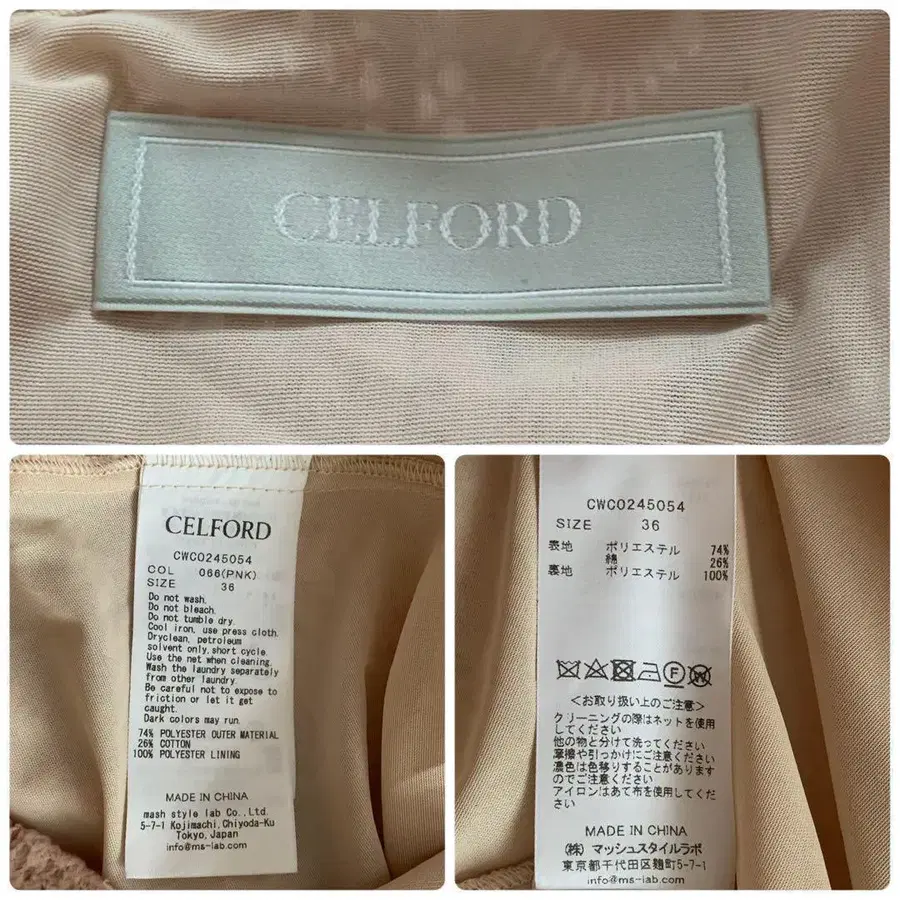 CELFORD
CELFORD
CWCO245054
COL 066(PNK)
SIZE 36
Do not wash.
Do not bleach.
Do not tumble dry.
Cool iron, use press cloth.
Dryclean, petroleum
solvent only, short cycle.
Use the net when cleaning.
Wash the laundry separately
from other laundry.
Be careful not to expose to
friction or let it get
caught.
Dark colors may run.
74% POLYESTER OUTER MATERIAL
26% COTTON
100% POLYESTER LINING
MADE IN CHINA
mash style lab Co., Ltd.
5-7-1 Kojimachi, Chiyoda-Ku
Tokyo, Japan
info@ms-lab.com
CWCO245054
SIZE 36
表地 ポリエステル 74%
綿 26%
裏地 ポリエステル 100%
F
W
<お取り扱い上のご注意>
クリーニングの際はネットを使用
してください
他の物と分けて洗ってください
摩擦や引っかけにご注意ください
濃色は色移りすることがあります
のでご注意ください
アイロンはあて布を使用してくだ
さい
MADE IN CHINA
(株) マッシュスタイルラボ
東京都千代田区麹町5-7-1
info@ms-lab.com